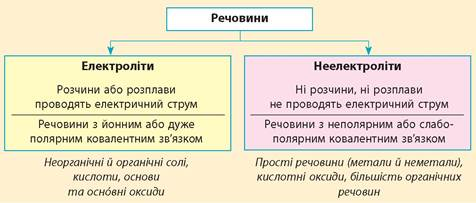 Речовини
Електроліти
Розчини або розплави
проводять електричний струм
Речовини з йонним або дуже
полярним ковалентним зв’язком
Неорганічні й органічні солі,
кислоти, основи
та осно́вні оксиди
Неелектроліти
Ні розчини, ні розплави
не проводять електричний струм
Речовини з неполярним або слабо-
полярним ковалентним зв’язком
Прості речовини (метали й неметали),
кислотні оксиди, більшість органічних
речовин